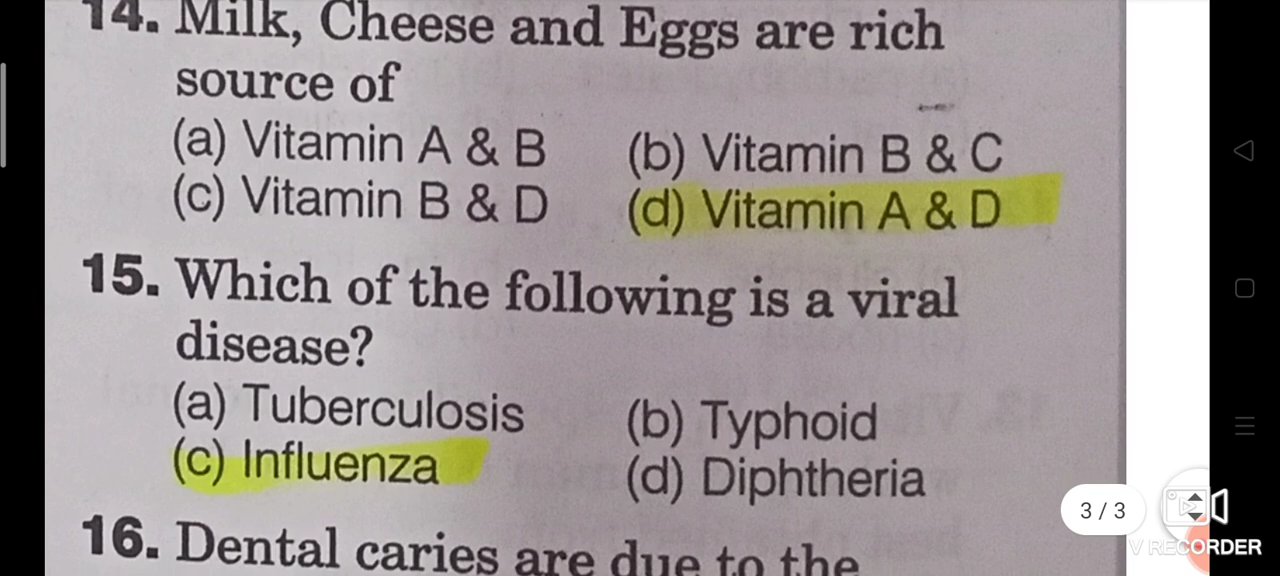 14. Milk, Cheese and Eggs are rich
source of
(a) Vitamin A & B (b) Vitamin B & C
(c) Vitamin B & D (d) Vitamin A & D
15. Which of the following is a viral
disease?
(a) Tuberculosis (b) Typhoid
(c) Influenza (d) Diphtheria
3 / 3
V RECORDER
16. Dental caries are due to the